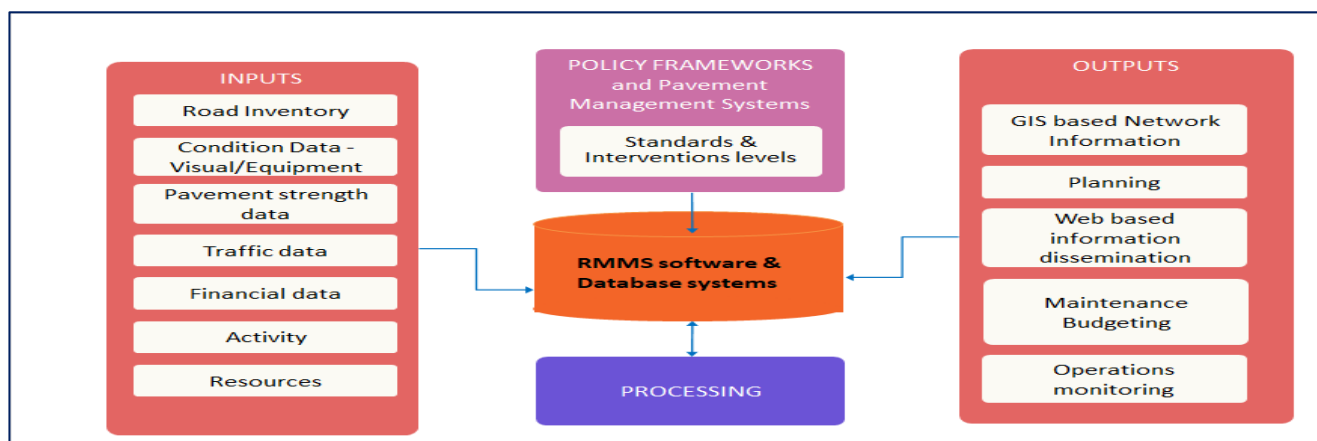 INPUTS
Road Inventory
Condition Data -
Visual/Equipment
Pavement strength
data
Traffic data
Financial data
Activity
Resources
POLICY FRAMEWORKS
and Pavement
Management Systems
Standards &
Interventions levels
RMMS software &
Database systems
PROCESSING
OUTPUTS
GIS based Network
Information
Planning
Web based
information
dissemination
Maintenance
Budgeting
Operations
monitoring